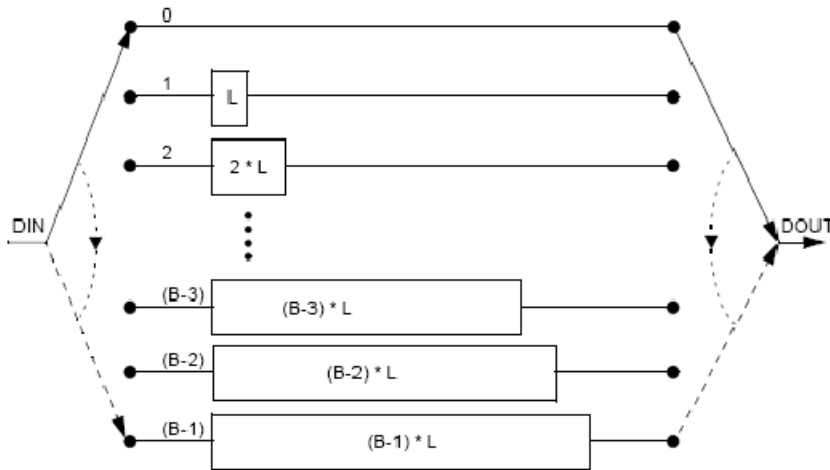 0
1
L
2
2 * L
DIN
DOUT
(B-3)
(B-3) * L
(B-2)
(B-2) * L
(B-1)
(B-1) * L